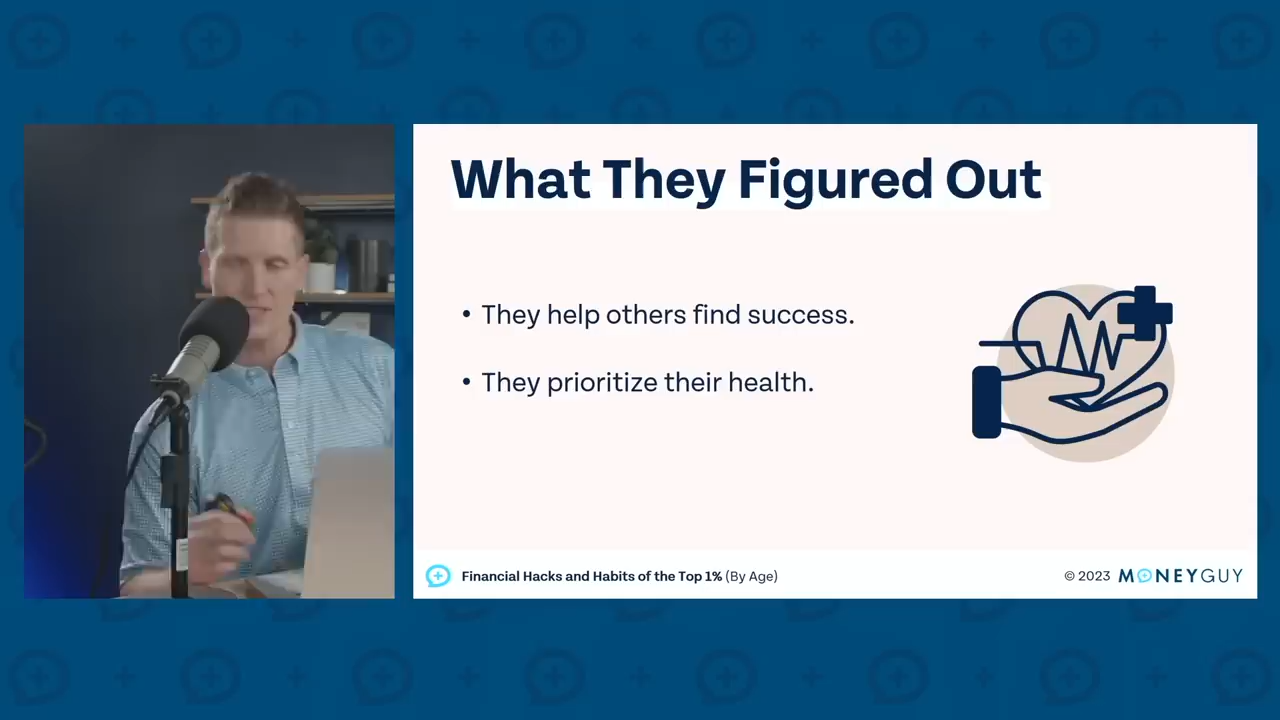 What They Figured Out
• They help others find success.
• They prioritize their health.
Financial Hacks and Habits of the Top 1% (By Age)
© 2023 MONEYGUY